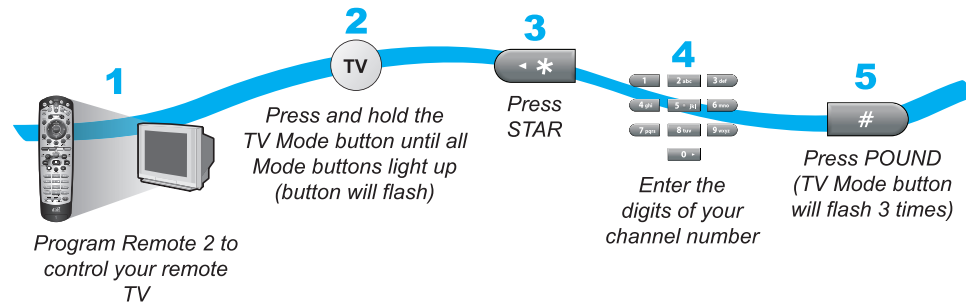 1
Program Remote 2 to
control your remote
TV
2
TV
Press and hold the
TV Mode button until all
Mode buttons light up
(button will flash)
3
*
Press
STAR
4
1 2 abc 3 def
4 ghi 5 jkl 6 mno
7 pqrs 8 tuv 9 wxyz
0
Enter the
digits of your
channel number
5
#
Press POUND
(TV Mode button
will flash 3 times)